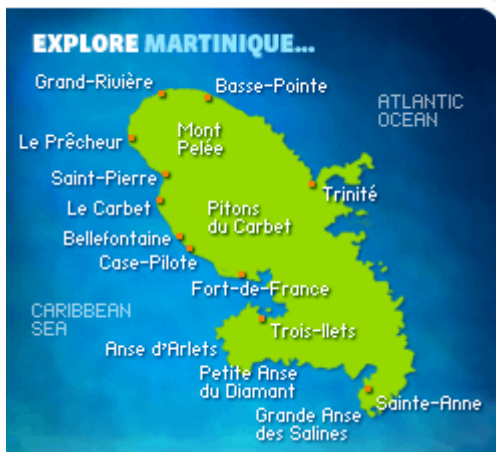 EXPLORE MARTINIQUE...
Grand-Rivière
Basse-Pointe
ATLANTIC
OCEAN
Le Prêcheur
Mont
Pelée
Saint-Pierre
Trinité
Le Carbet
Pitons
du Carbet
Bellefontaine
Case-Pilote
Fort-de-France
CARIBBEAN
SEA
Trois-Ilets
Anse d'Arlets
Petite Anse
du Diamant
Sainte-Anne
Grande Anse
des Salines